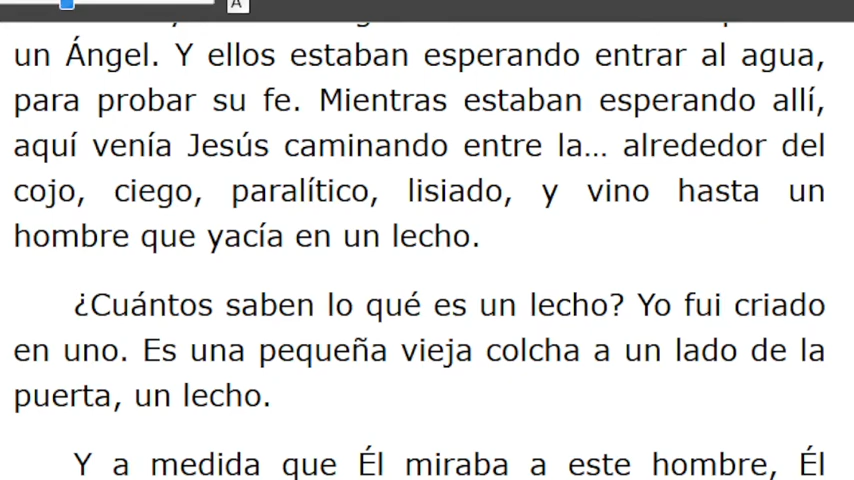 A
un Ángel. Y ellos estaban esperando entrar al agua,
para probar su fe. Mientras estaban esperando allí,
aquí venía Jesús caminando entre la... alrededor del
cojo, ciego, paralítico, lisiado, y vino hasta un
hombre que yacía en un lecho.
¿Cuántos saben lo qué es un lecho? Yo fui criado
en uno. Es una pequeña vieja colcha a un lado de la
puerta, un lecho.
Y a medida que Él miraba a este hombre, Él